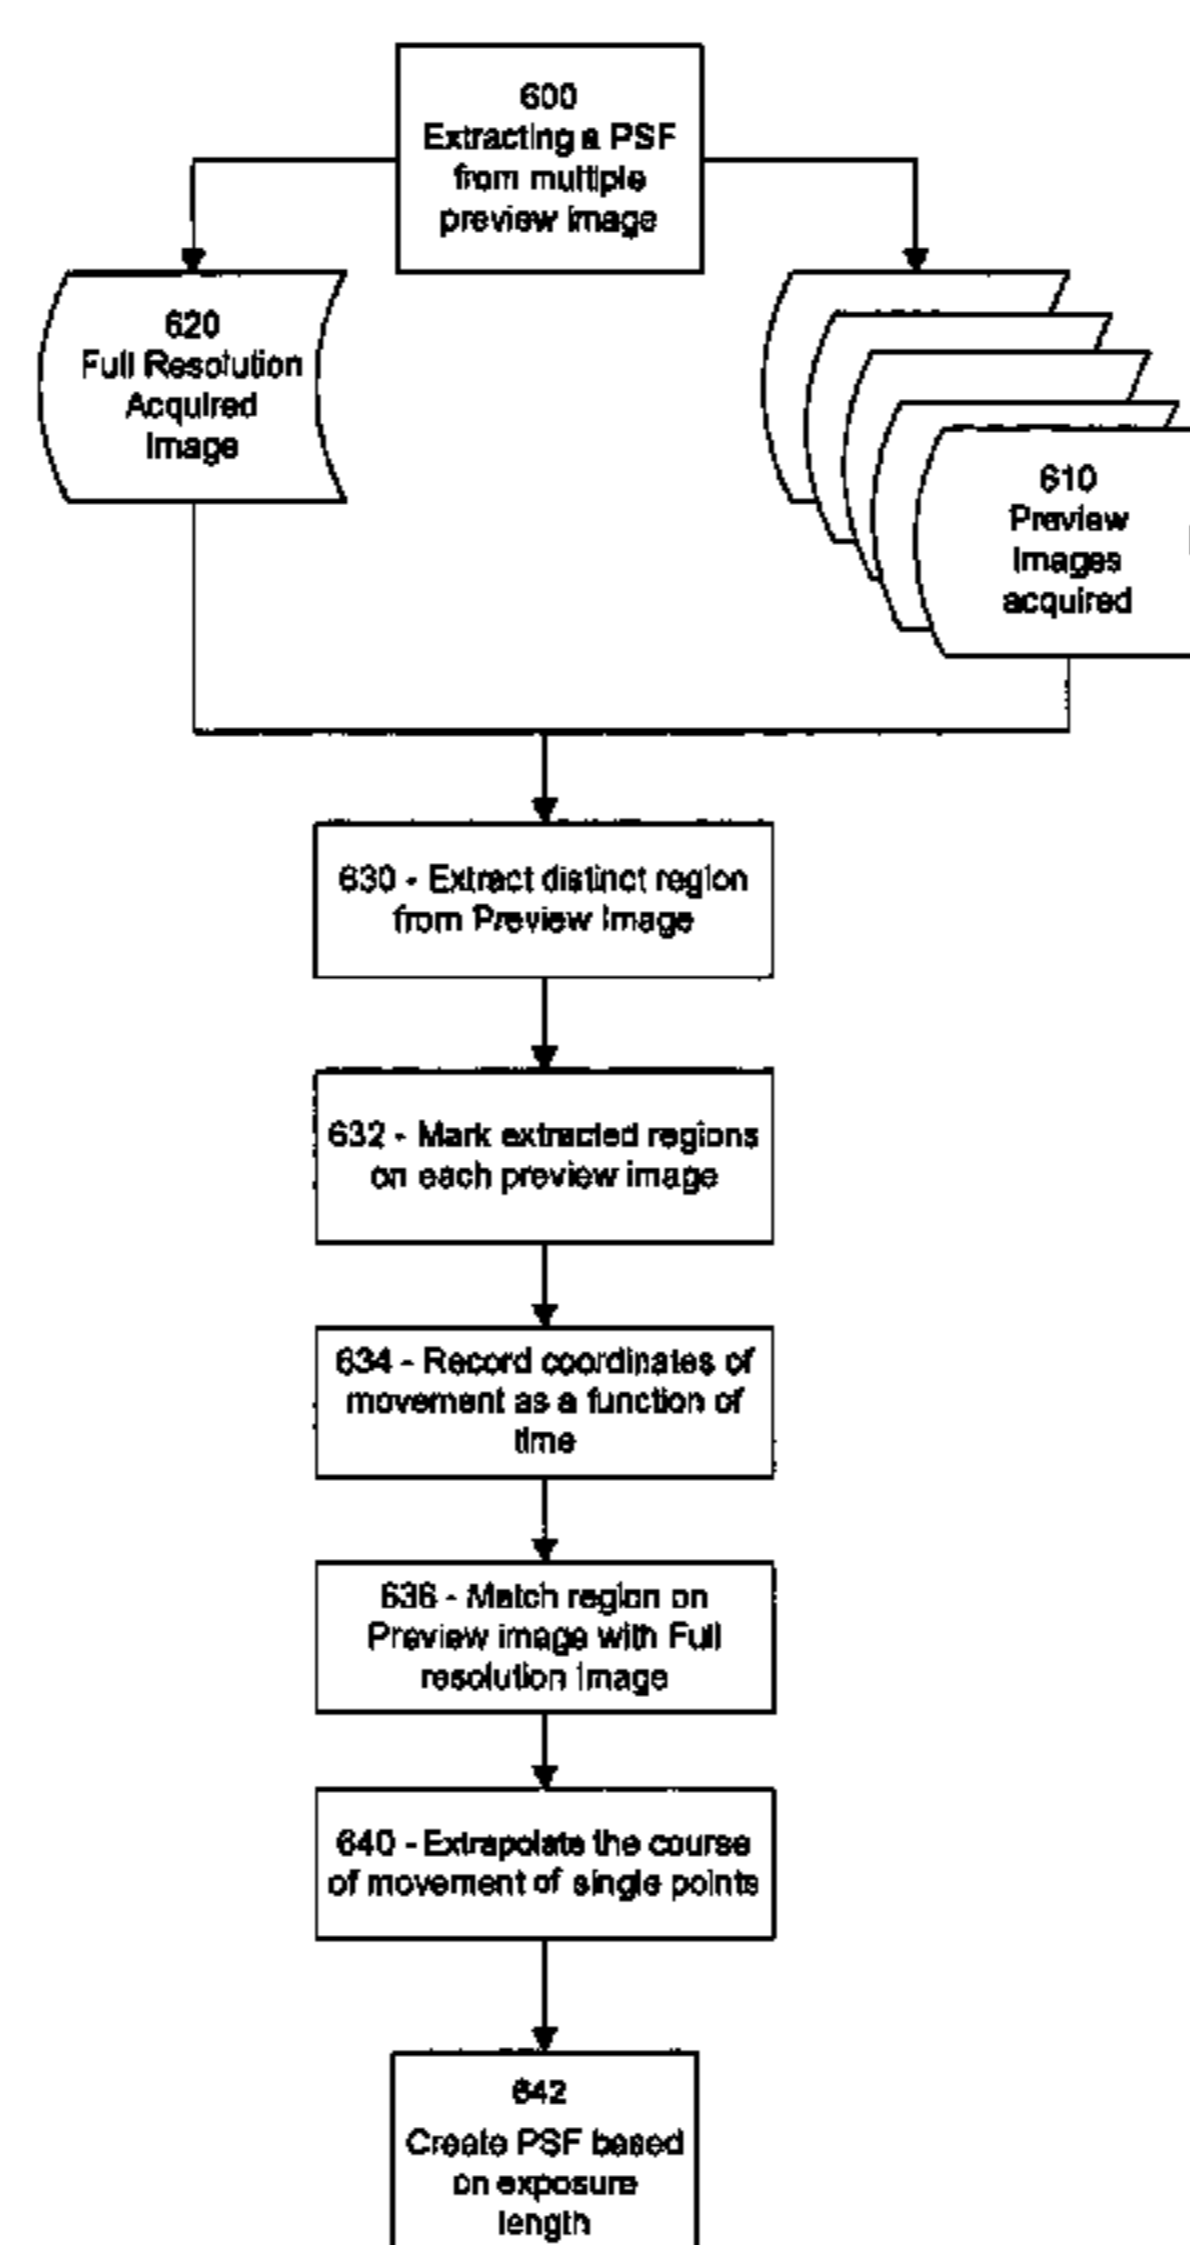 600
Extracting a PSF
from multiple
preview image
620
Full Resolution
Acquired
Image
610
Preview
Images
acquired
630 - Extract distinct region
from Preview Image
632 - Mark extracted regions
on each preview image
634 - Record coordinates of
movement as a function of
time
636 - Match region on
Preview image with Full
resolution Image
640 - Extrapolate the course
of movement of single points
642
Create PSF based
on exposure
length